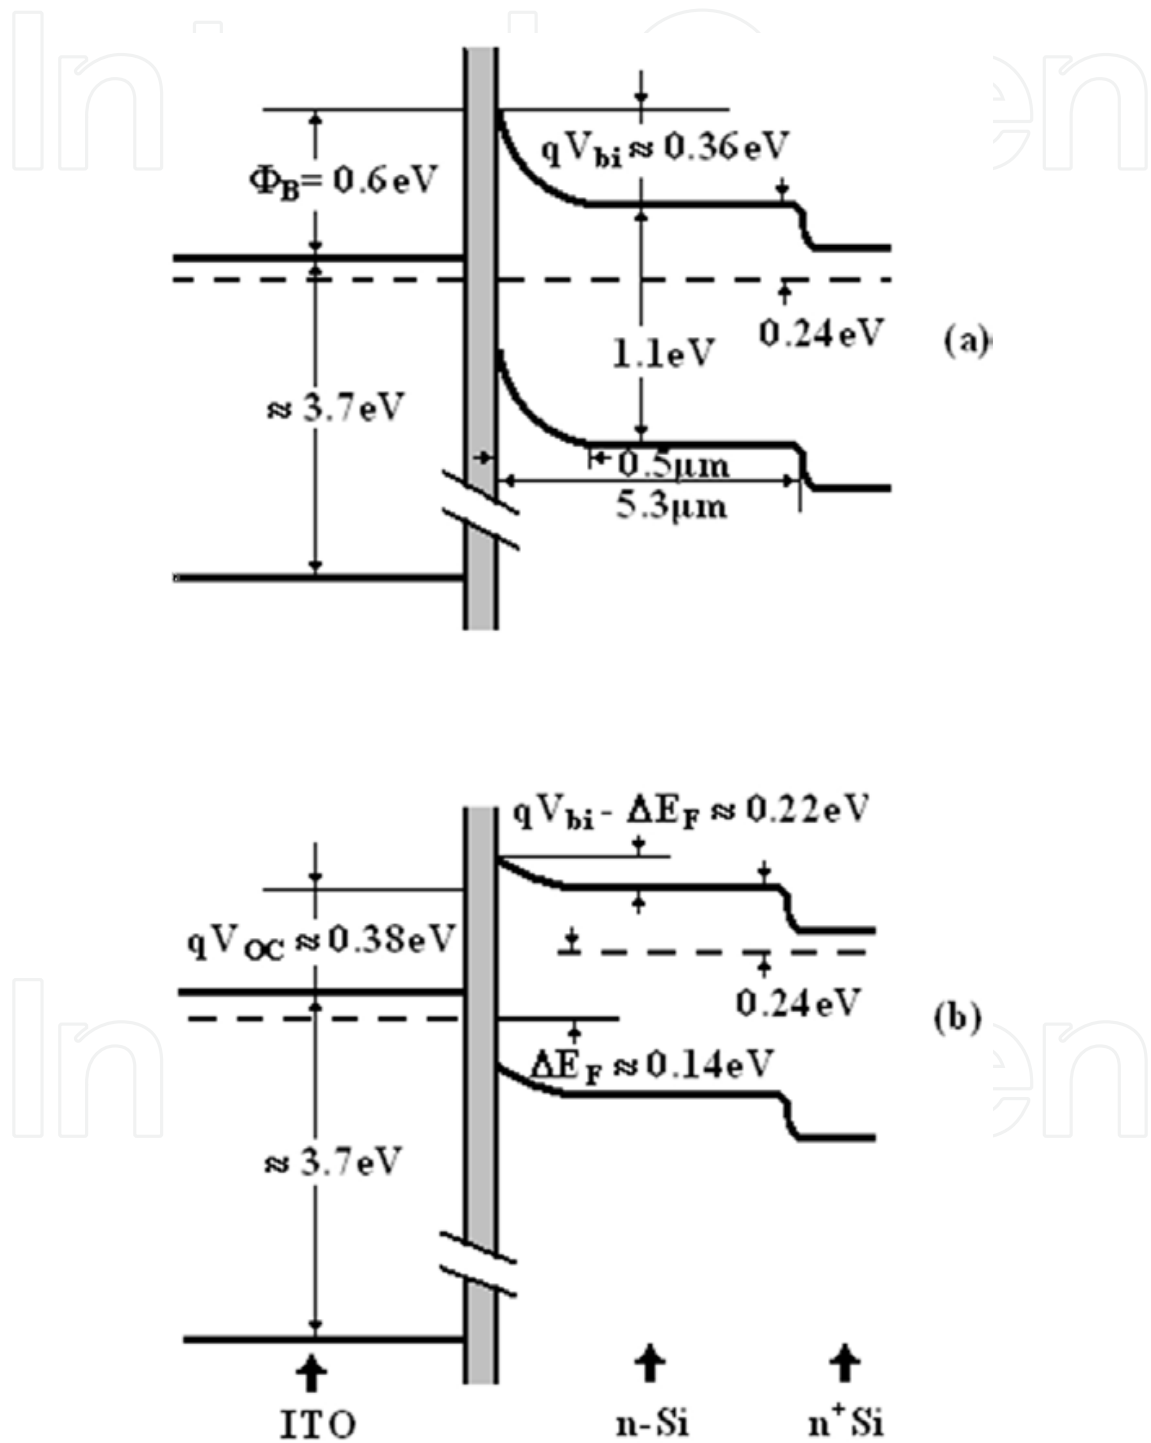 qV_bi ≈ 0.36eV
Φ_B = 0.6eV
0.24eV
(a)
1.1eV
≈ 3.7eV
0.5µm
5.3µm
qV_bi - ΔE_F ≈ 0.22eV
qV_OC ≈ 0.38eV
0.24eV
(b)
ΔE_F ≈ 0.14eV
≈ 3.7eV
ITO
n-Si
n⁺Si